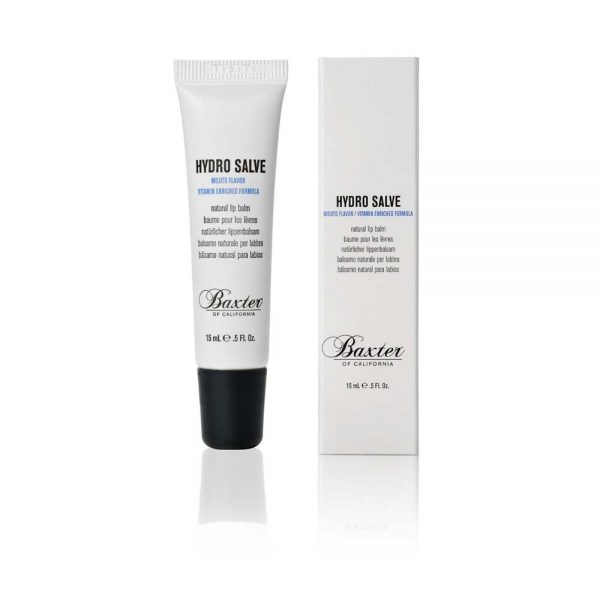 HYDRO SALVE
MOJITO FLAVOR
VITAMIN ENRICHED FORMULA
natural lip balm
baume pour les lèvres
natürlicher lippenbalsam
balsamo naturale per labbra
bálsamo natural para labios
Baxter
OF CALIFORNIA
15 mL ℮ .5 Fl. Oz.
HYDRO SALVE
MOJITO FLAVOR / VITAMIN ENRICHED FORMULA
natural lip balm
baume pour les lèvres
natürlicher lippenbalsam
balsamo naturale per labbra
bálsamo natural para labios
Baxter
OF CALIFORNIA
15 mL ℮ .5 Fl. Oz.